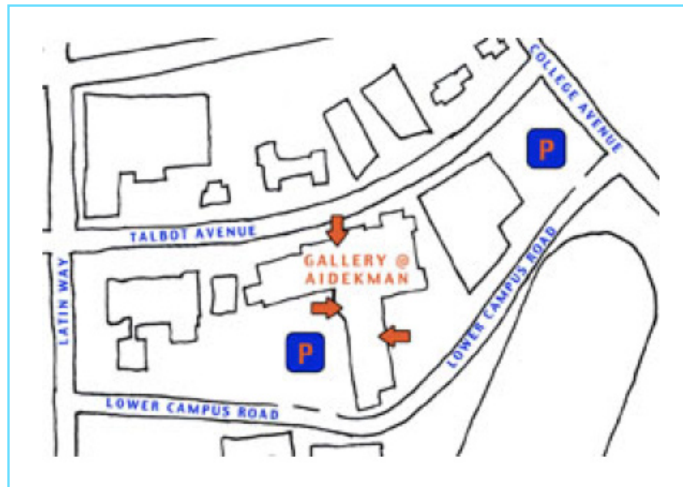 COLLEGE AVENUE
P
TALBOT AVENUE
GALLERY @
AIDEKMAN
LATIN WAY
LOWER CAMPUS ROAD
P
LOWER CAMPUS ROAD